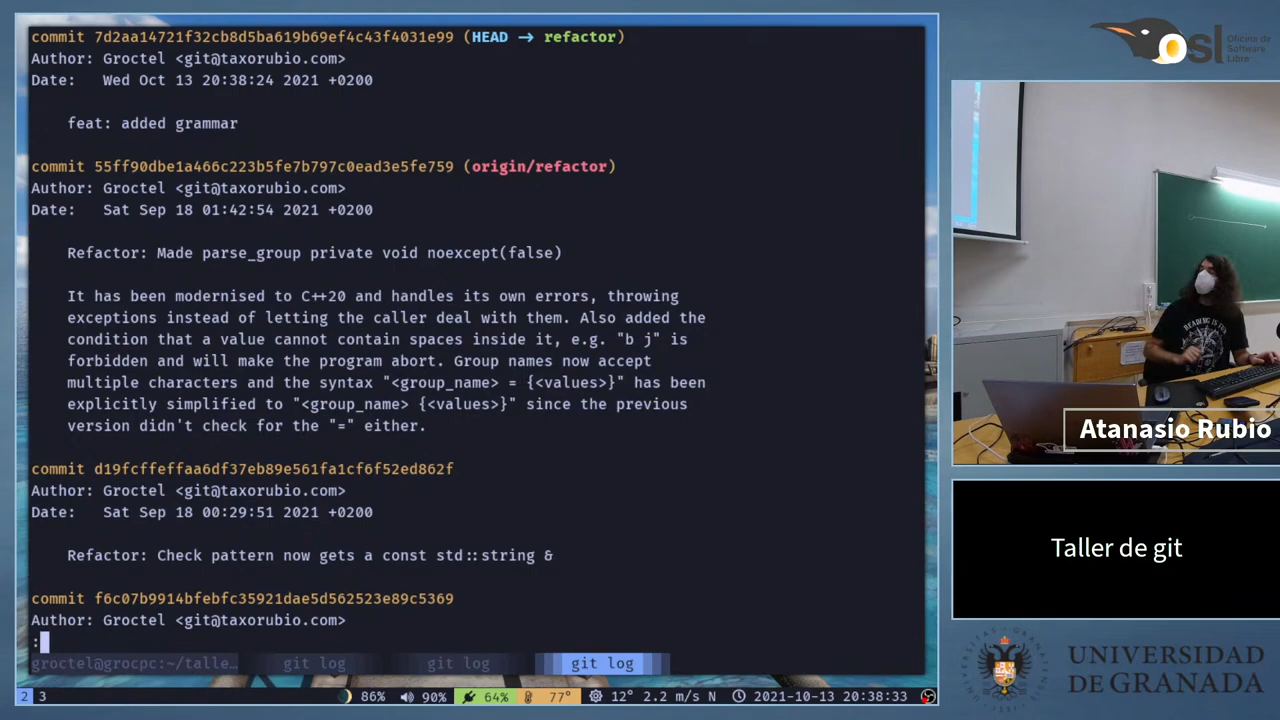 commit 7d2aa14721f32cb8d5ba619b69ef4c43f4031e99 (HEAD → refactor)
Author: Groctel <git@taxorubio.com>
Date:   Wed Oct 13 20:38:24 2021 +0200
feat: added grammar
commit 55ff90dbe1a466c223b5fe7b797c0ead3e5fe759 (origin/refactor)
Author: Groctel <git@taxorubio.com>
Date:   Sat Sep 18 01:42:54 2021 +0200
Refactor: Made parse_group private void noexcept(false)
It has been modernised to C++20 and handles its own errors, throwing
exceptions instead of letting the caller deal with them. Also added the
condition that a value cannot contain spaces inside it, e.g. "b j" is
forbidden and will make the program abort. Group names now accept
multiple characters and the syntax "<group_name> = {<values>}" has been
explicitly simplified to "<group_name> {<values>}" since the previous
version didn't check for the "=" either.
commit d19fcffeffaa6df37eb89e561fa1cf6f52ed862f
Author: Groctel <git@taxorubio.com>
Date:   Sat Sep 18 00:29:51 2021 +0200
Refactor: Check pattern now gets a const std::string &
commit f6c07b9914bfebfc35921dae5d562523e89c5369
Author: Groctel <git@taxorubio.com>
:
groctel@grocpc:~/talle… git log git log git log
2 3 86% 90% 64% 77° 12° 2.2 m/s N 2021-10-13 20:38:33
osl
Oficina de
Software
Libre
READING IS FUN
Atanasio Rubio
Taller de git
UNIVERSIDAD
DE GRANADA